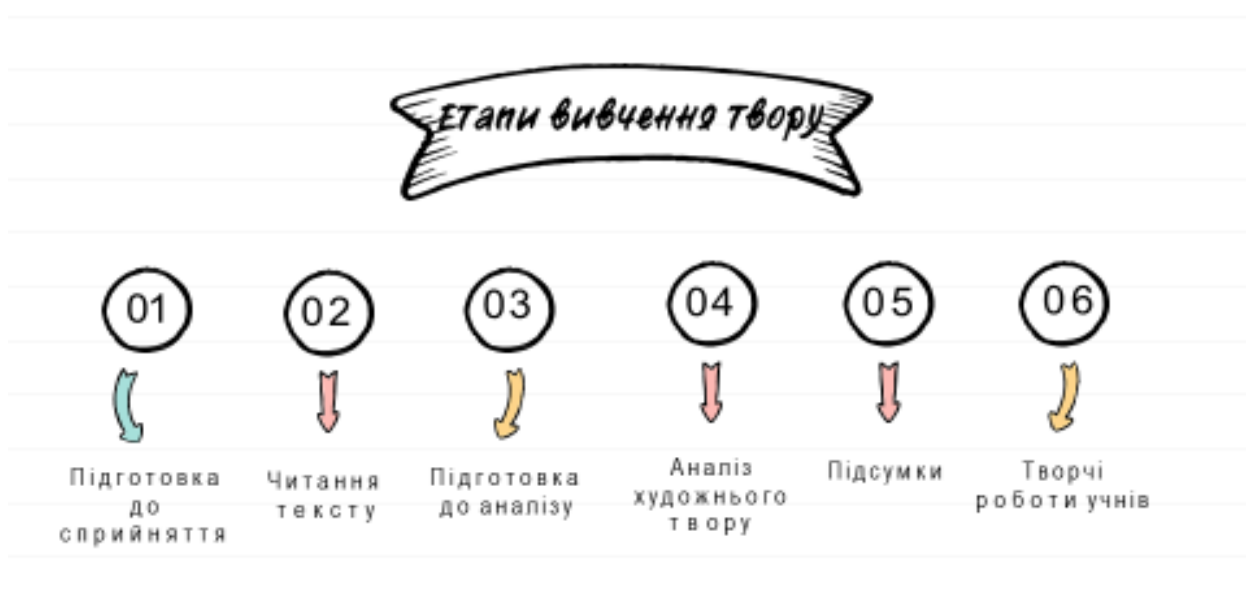 Етапи вивчення твору
01
02
03
04
05
06
Підготовка
до
сприйняття
Читання
тексту
Підготовка
до аналізу
Аналіз
художнього
твору
Підсумки
Творчі
роботи учнів